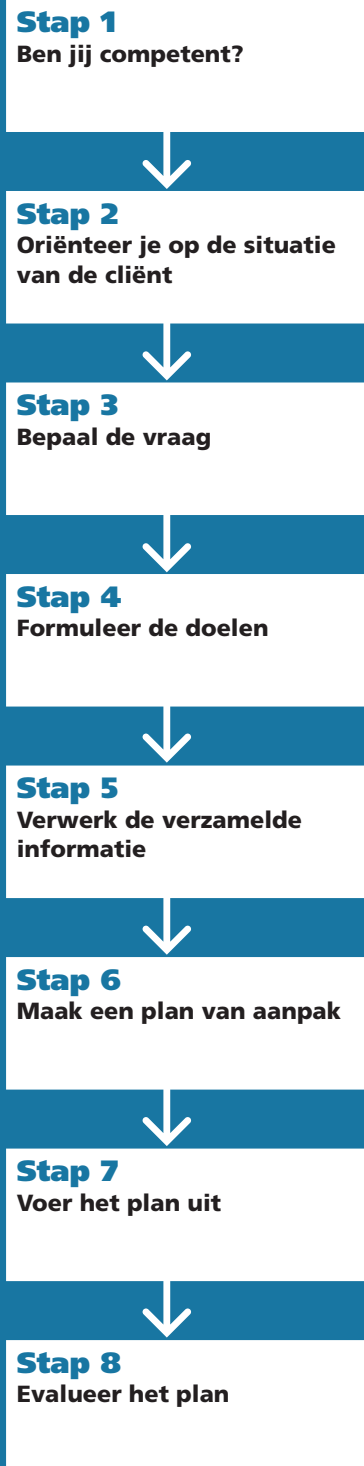 Stap 1
Ben jij competent?
Stap 2
Oriënteer je op de situatie
van de cliënt
Stap 3
Bepaal de vraag
Stap 4
Formuleer de doelen
Stap 5
Verwerk de verzamelde
informatie
Stap 6
Maak een plan van aanpak
Stap 7
Voer het plan uit
Stap 8
Evalueer het plan